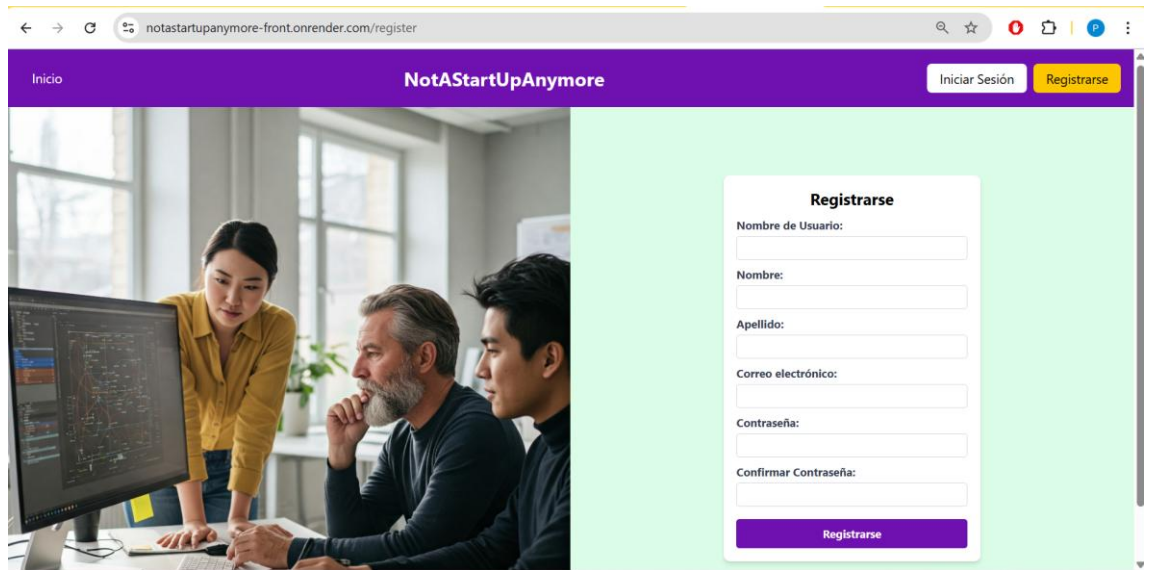 notastartupanymore-front.onrender.com/register
P
Inicio
NotAStartUpAnymore
Iniciar Sesión
Registrarse
Registrarse
Nombre de Usuario:
Nombre:
Apellido:
Correo electrónico:
Contraseña:
Confirmar Contraseña:
Registrarse